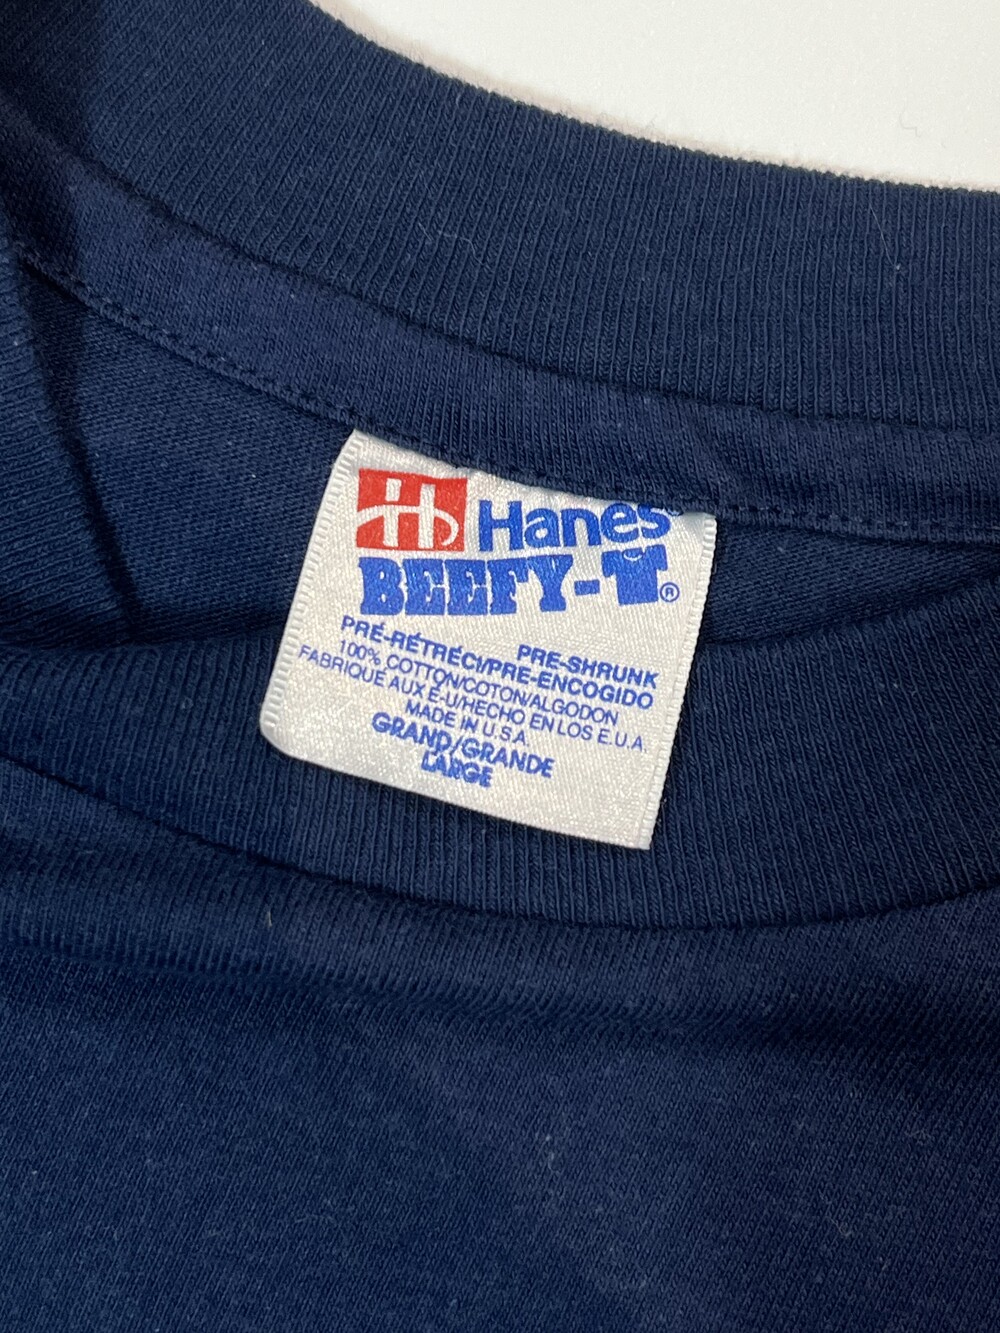 H Hanes®
BEEFY-T®
PRE-SHRUNK
PRÉ-RÉTRÉCI/PRE-ENCOGIDO
100% COTTON/COTON/ALGODON
FABRIQUE AUX É-U/HECHO EN LOS E.U.A.
MADE IN U.S.A.
GRAND/GRANDE
LARGE